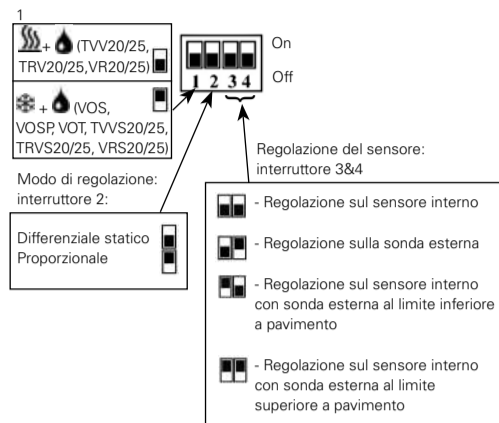 1
+ (TVV20/25,
TRV20/25,VR20/25)
+ (VOS,
VOSP, VOT, TVVS20/25,
TRVS20/25, VRS20/25)
On
Off
1 2 3 4
Modo di regolazione:
interruttore 2:
Differenziale statico
Proporzionale
Regolazione del sensore:
interruttore 3&4
- Regolazione sul sensore interno
- Regolazione sulla sonda esterna
- Regolazione sul sensore interno
con sonda esterna al limite inferiore
a pavimento
- Regolazione sul sensore interno
con sonda esterna al limite
superiore a pavimento